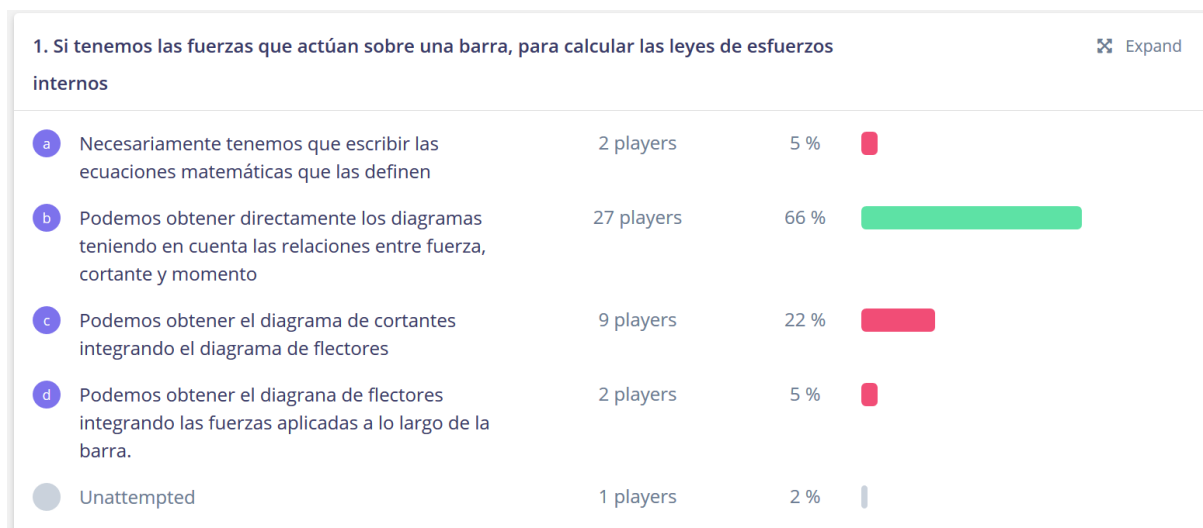 1. Si tenemos las fuerzas que actúan sobre una barra, para calcular las leyes de esfuerzos
internos
Expand
a Necesariamente tenemos que escribir las
ecuaciones matemáticas que las definen
2 players 5 %
b Podemos obtener directamente los diagramas
teniendo en cuenta las relaciones entre fuerza,
cortante y momento
27 players 66 %
c Podemos obtener el diagrama de cortantes
integrando el diagrama de flectores
9 players 22 %
d Podemos obtener el diagrana de flectores
integrando las fuerzas aplicadas a lo largo de la
barra.
2 players 5 %
Unattempted 1 players 2 %